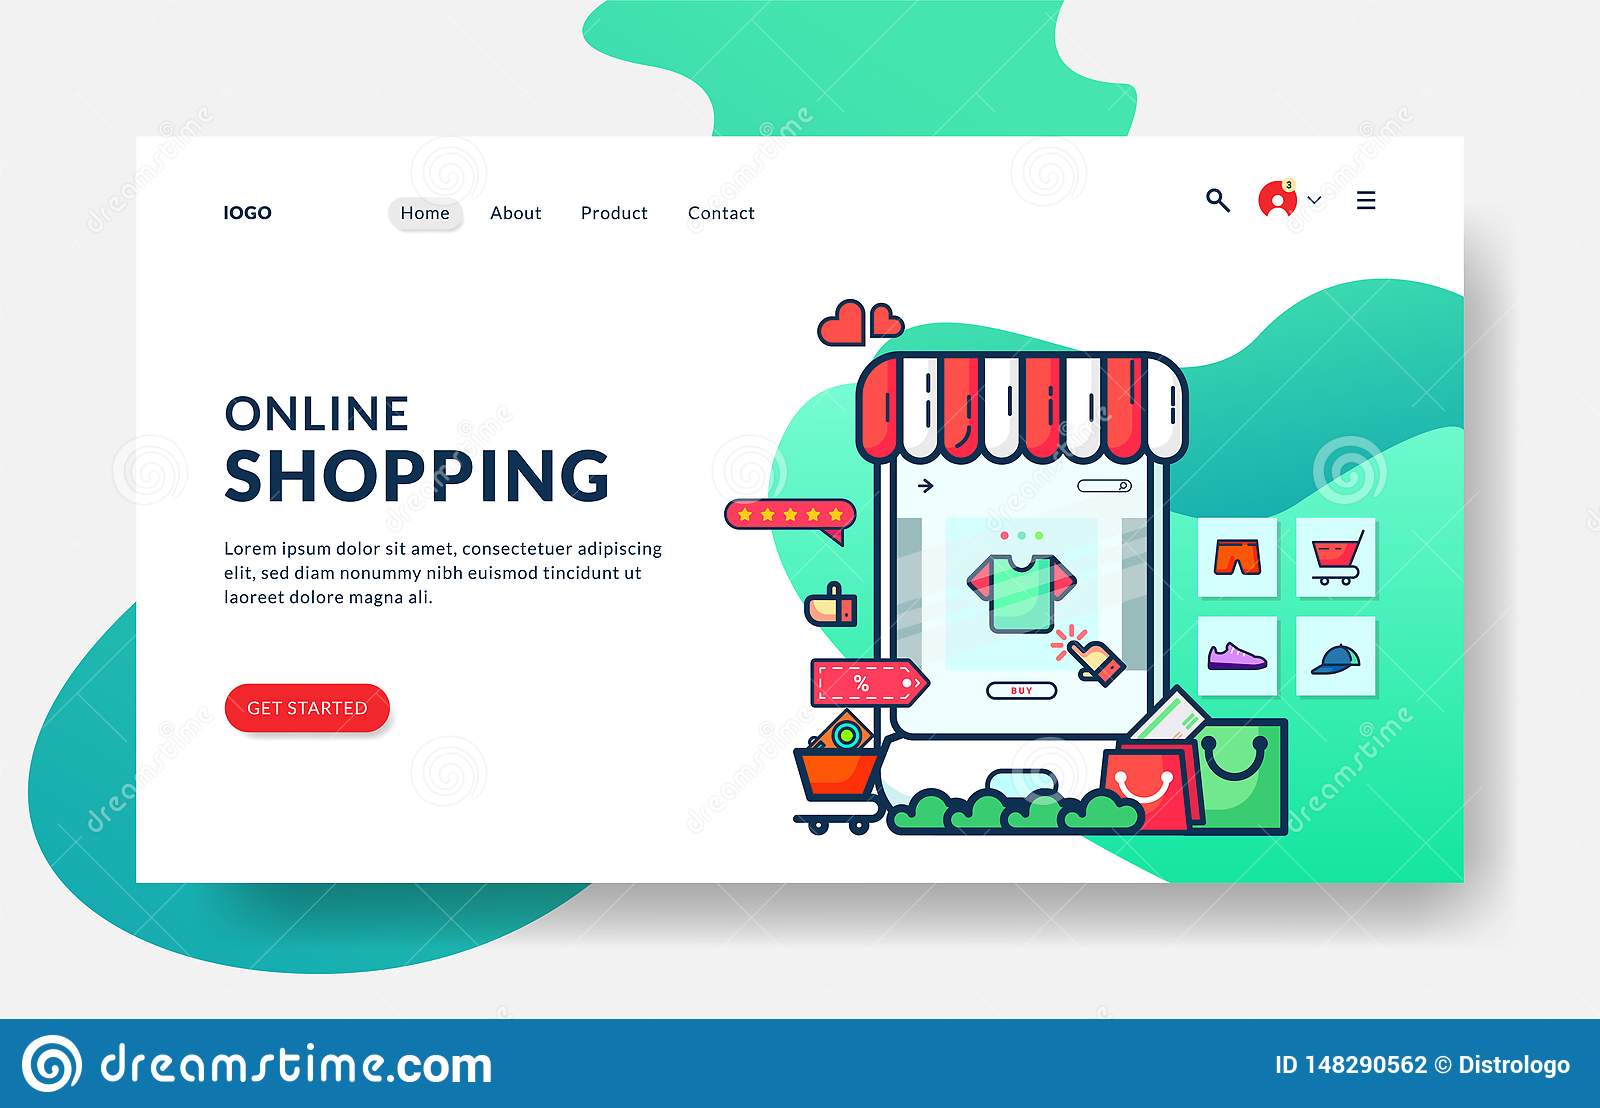 IOGO
Home About Product Contact
3
ONLINE
SHOPPING
Lorem ipsum dolor sit amet, consectetuer adipiscing
elit, sed diam nonummy nibh euismod tincidunt ut
laoreet dolore magna ali.
GET STARTED
%
BUY
dreamstime.com
ID 148290562 © Distrologo